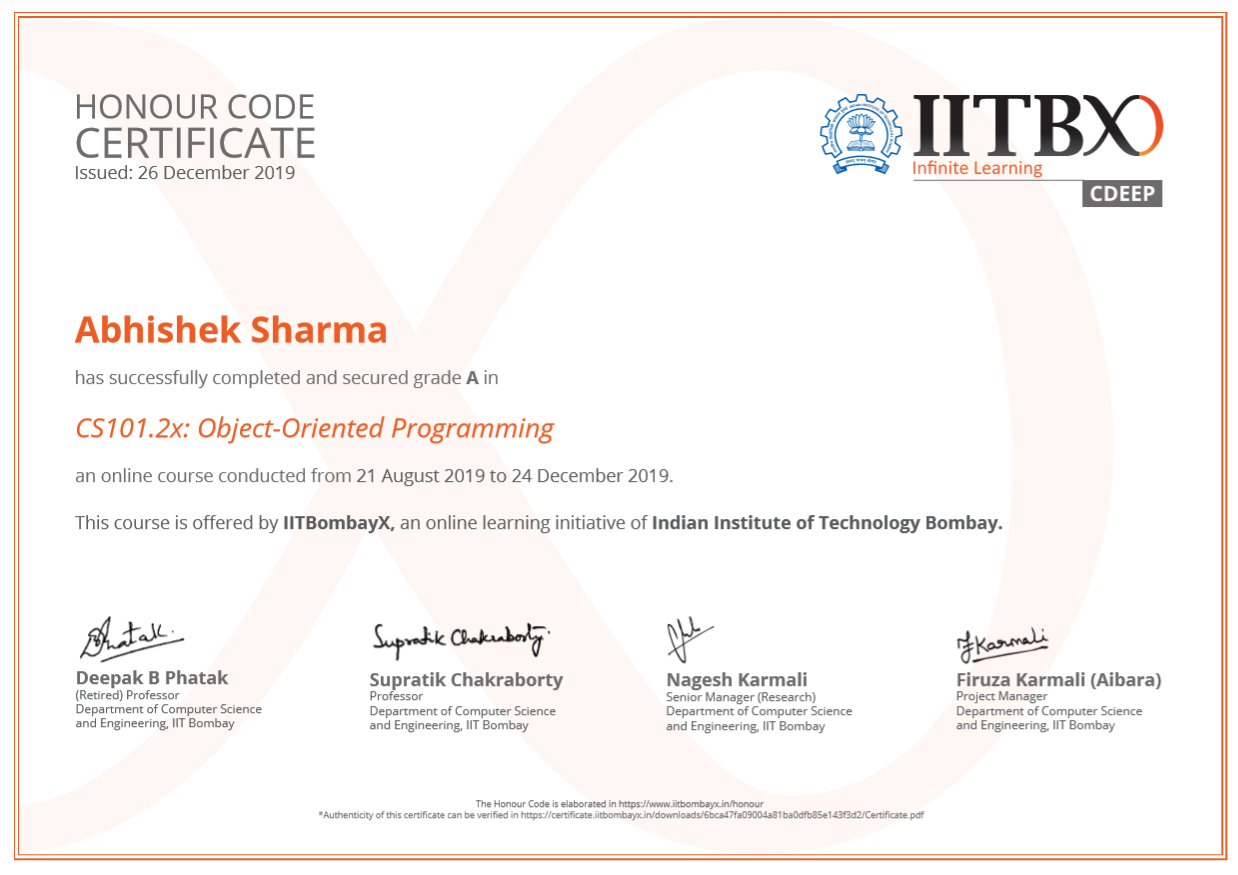 HONOUR CODE
CERTIFICATE
Issued: 26 December 2019
IITBX
Infinite Learning
CDEEP
Abhishek Sharma
has successfully completed and secured grade A in
CS101.2x: Object-Oriented Programming
an online course conducted from 21 August 2019 to 24 December 2019.
This course is offered by IITBombayX, an online learning initiative of Indian Institute of Technology Bombay.
Phatak.
Deepak B Phatak
(Retired) Professor
Department of Computer Science
and Engineering, IIT Bombay
Supratik Chakraborty.
Supratik Chakraborty
Professor
Department of Computer Science
and Engineering, IIT Bombay
Nagesh Karmali
Senior Manager (Research)
Department of Computer Science
and Engineering, IIT Bombay
FKarmali
Firuza Karmali (Aibara)
Project Manager
Department of Computer Science
and Engineering, IIT Bombay
The Honour Code is elaborated in https://www.iitbombayx.in/honour
*Authenticity of this certificate can be verified in https://certificate.iitbombayx.in/downloads/6bca47fa09004a81ba0dfb85e143f3d2/Certificate.pdf